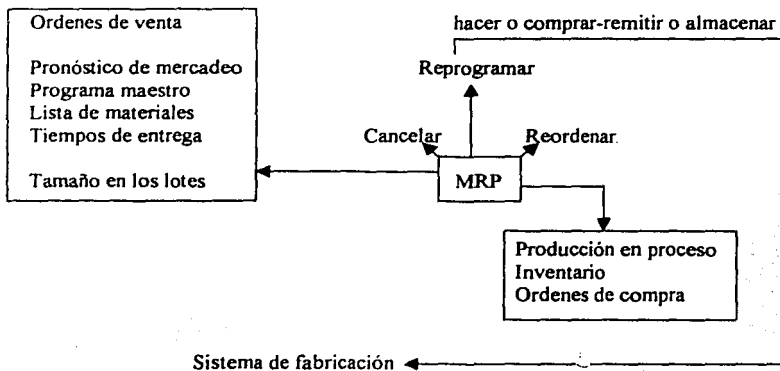 Ordenes de venta
Pronóstico de mercadeo
Programa maestro
Lista de materiales
Tiempos de entrega
Tamaño en los lotes
hacer o comprar-remitir o almacenar
Reprogramar
Cancelar
Reordenar.
MRP
Producción en proceso
Inventario
Ordenes de compra
Sistema de fabricación